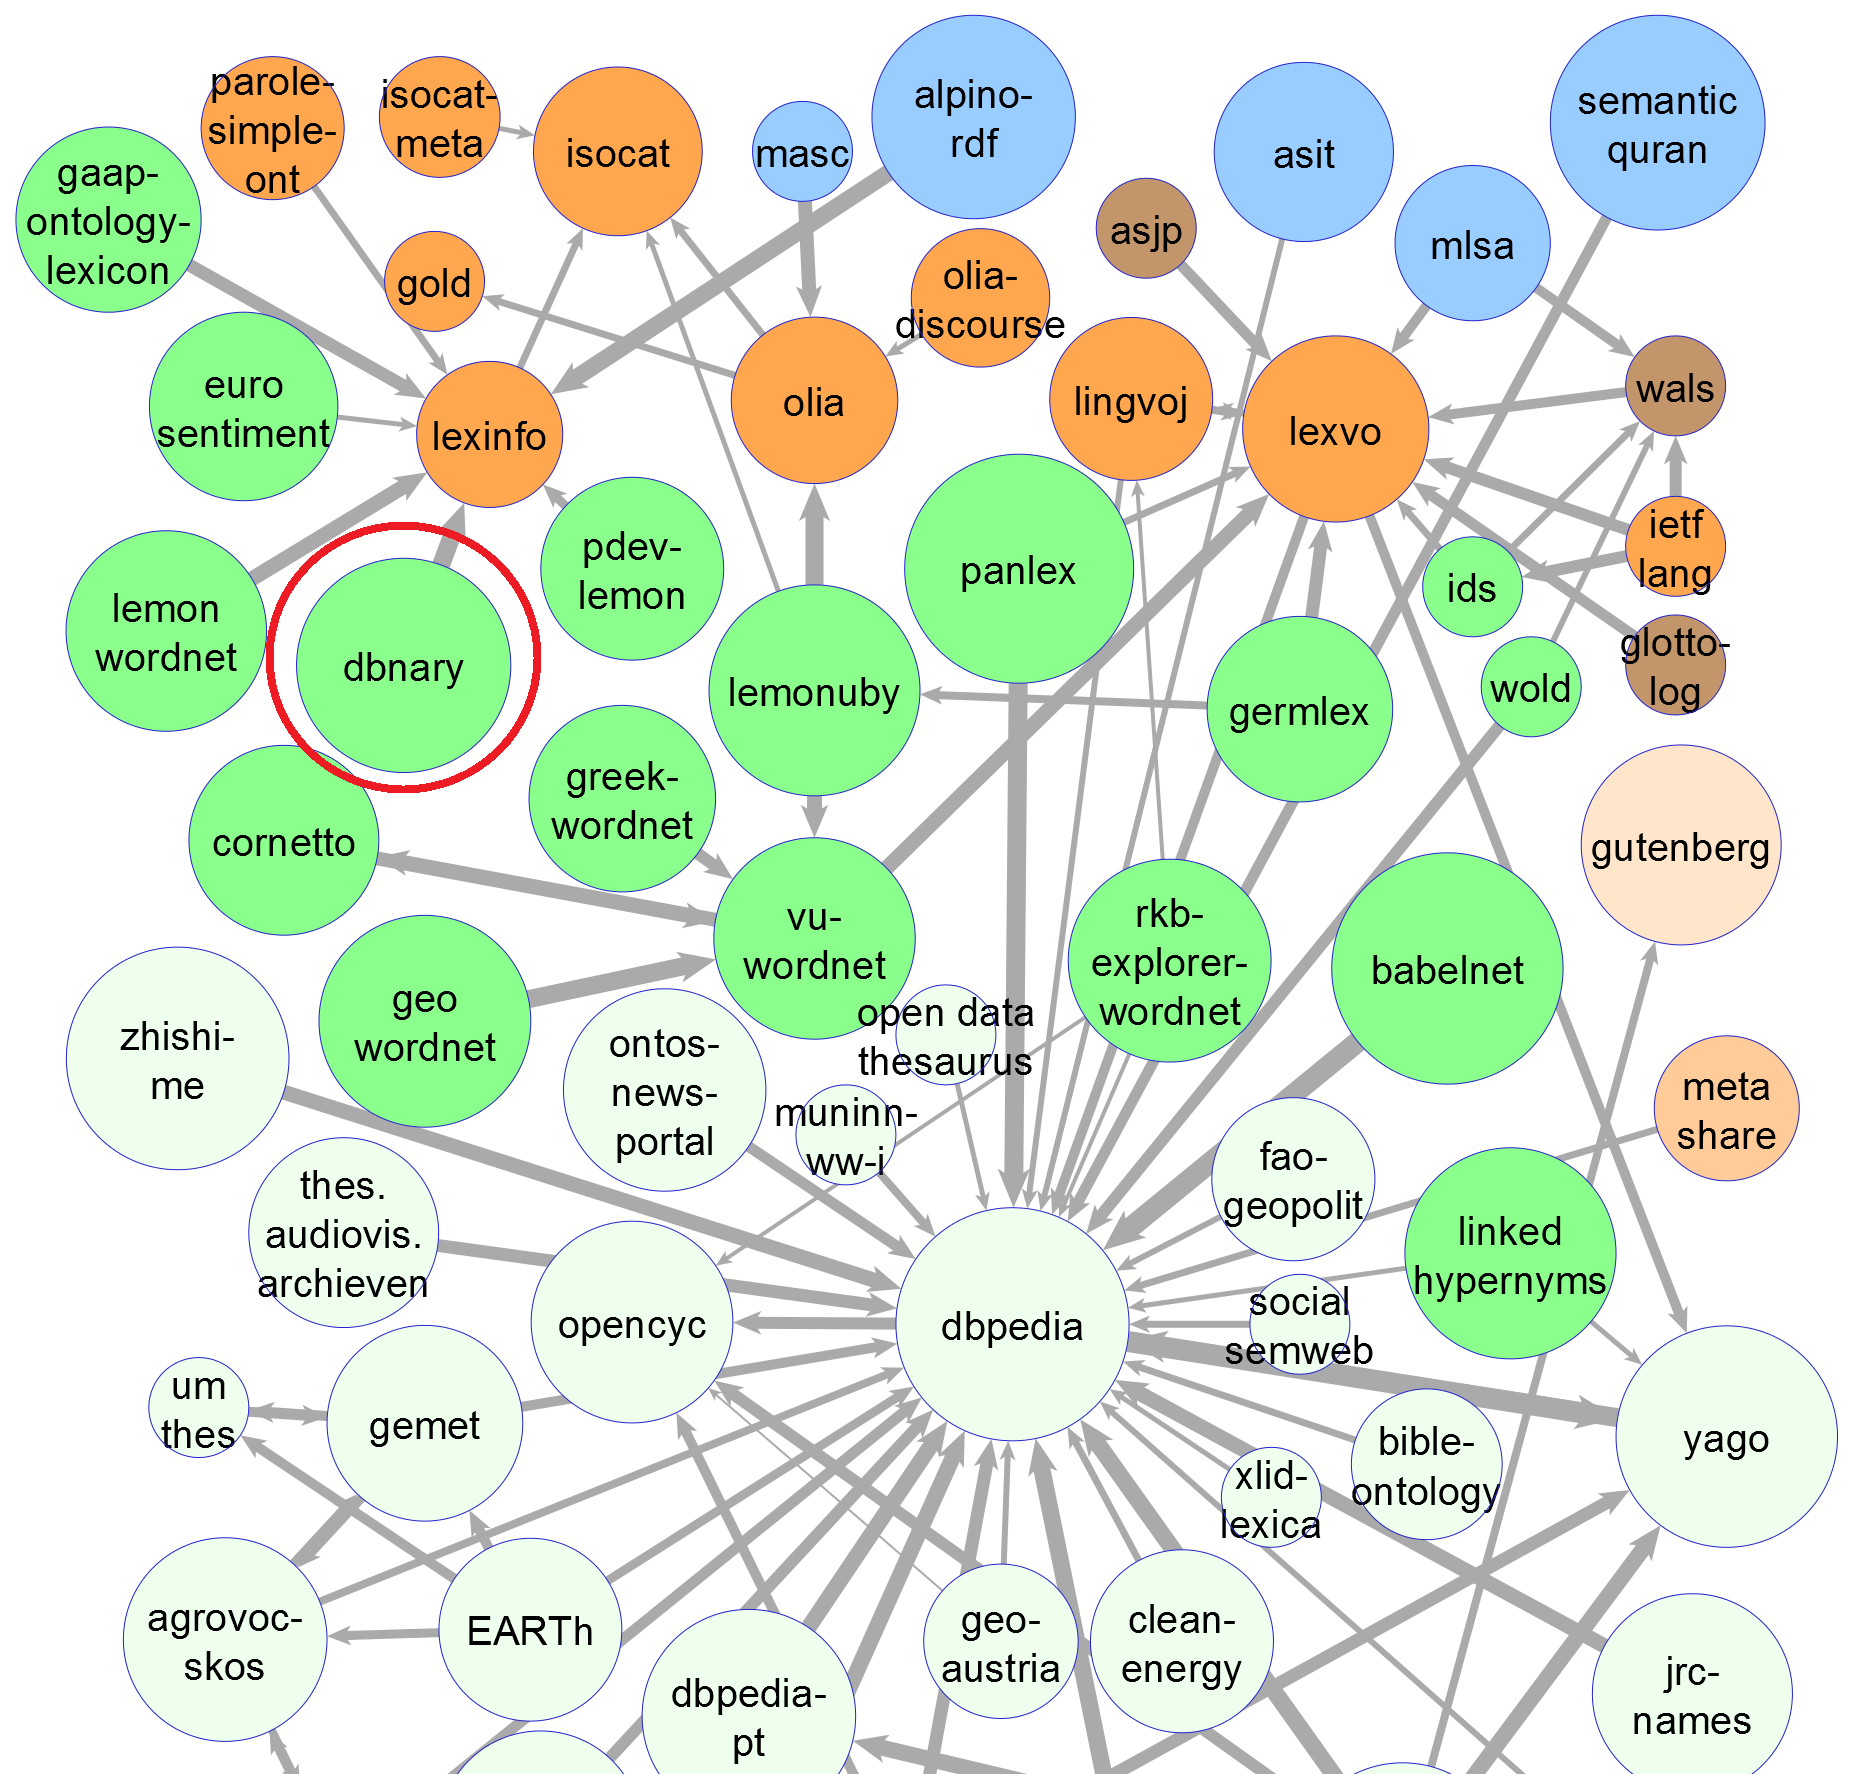 parole-
simple-
ont
isocat-
meta
isocat
masc
alpino-
rdf
asit
semantic
quran
gaap-
ontology-
lexicon
gold
olia-
discourse
asjp
mlsa
euro
sentiment
lexinfo
olia
lingvoj
lexvo
wals
lemon
wordnet
dbnary
pdev-
lemon
lemonuby
panlex
germlex
ids
ietf
lang
wold
glotto-
log
cornetto
greek-
wordnet
vu-
wordnet
rkb-
explorer-
wordnet
babelnet
gutenberg
zhishi-
me
geo
wordnet
ontos-
news-
portal
open data
thesaurus
muninn-
ww-i
fao-
geopolit
meta
share
thes.
audiovis.
archieven
opencyc
dbpedia
social
semweb
linked
hypernyms
um
thes
gemet
xlid-
lexica
bible-
ontology
yago
agrovoc-
skos
EARTh
dbpedia-
pt
geo-
austria
clean-
energy
jrc-
names